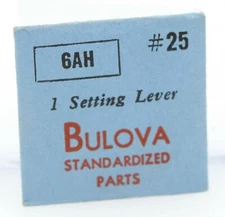 6AH #25
1 Setting Lever
BULOVA
STANDARDIZED
PARTS